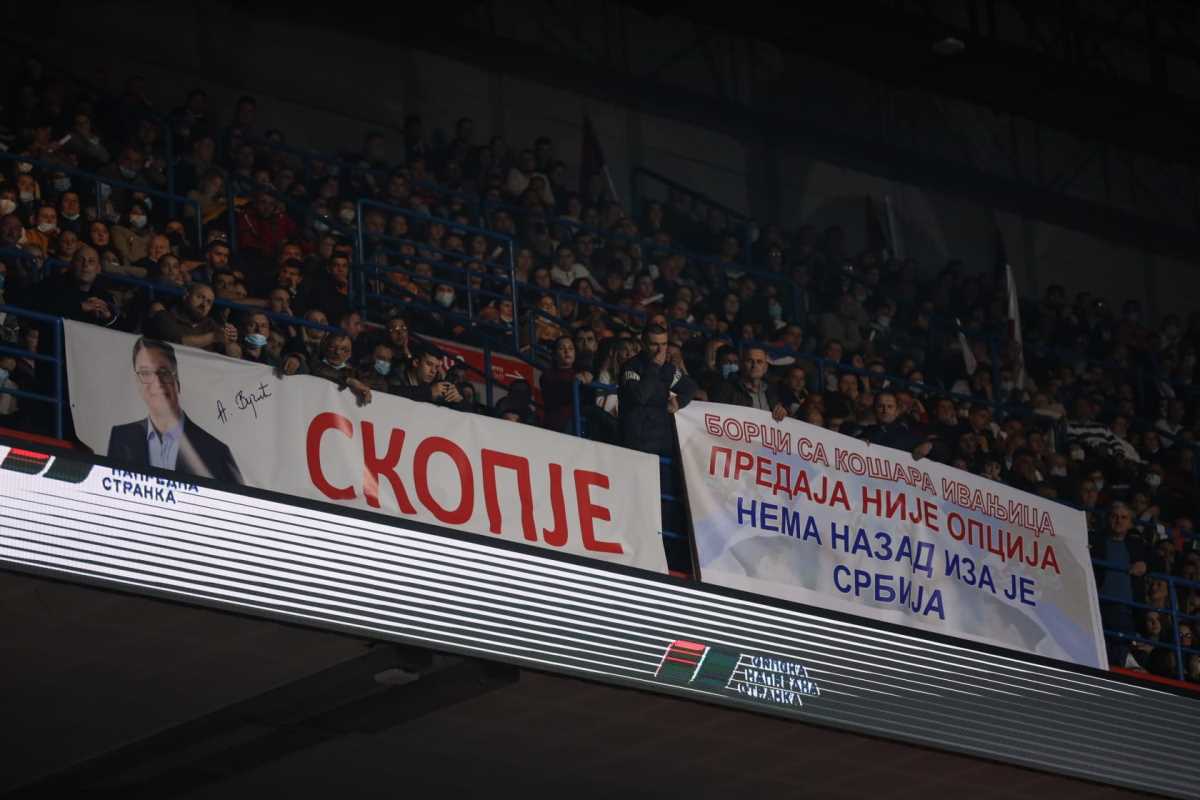 А. Вучић
СКОПЈЕ
БОРЦИ СА КОШАРА ИВАЊИЦА
ПРЕДАЈА НИЈЕ ОПЦИЈА
НЕМА НАЗАД ИЗА ЈЕ
СРБИЈА
НАПРЕДНА
СТРАНКА
СРПСКА
НАПРЕДНА
СТРАНКА